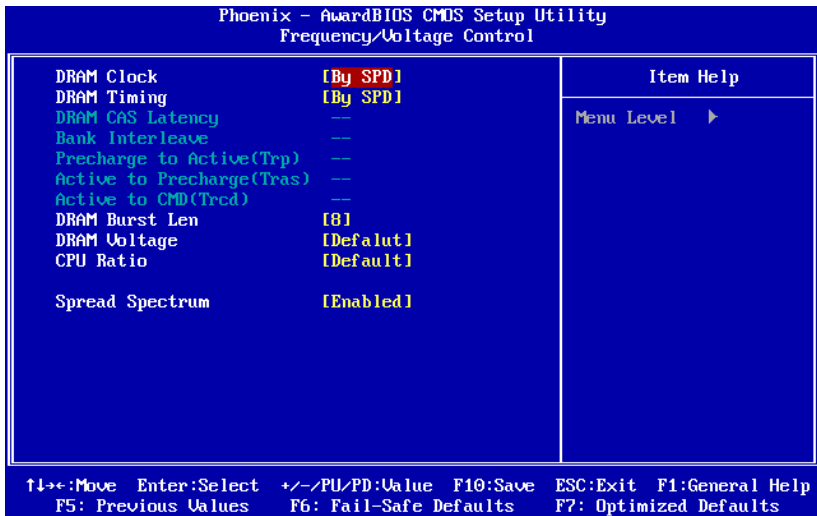 Phoenix - AwardBIOS CMOS Setup Utility
Frequency/Voltage Control
DRAM Clock [By SPD]
DRAM Timing [By SPD]
DRAM CAS Latency --
Bank Interleave --
Precharge to Active(Trp) --
Active to Precharge(Tras) --
Active to CMD(Trcd) --
DRAM Burst Len [8]
DRAM Voltage [Defalut]
CPU Ratio [Default]
Spread Spectrum [Enabled]
Item Help
Menu Level ▶
↑↓→←:Move Enter:Select +/-/PU/PD:Value F10:Save ESC:Exit F1:General Help
F5: Previous Values F6: Fail-Safe Defaults F7: Optimized Defaults